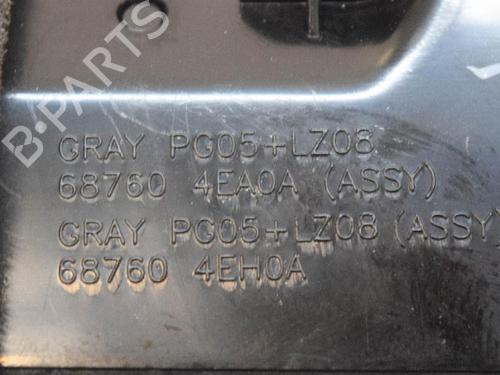 B-PARTS
GRAY PG05+LZ08
68760 4EA0A (ASSY)
GRAY PG05+LZ08 (ASSY
68760 4EH0A